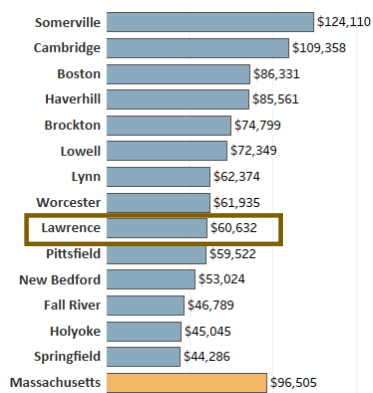 Somerville $124,110
Cambridge $109,358
Boston $86,331
Haverhill $85,561
Brockton $74,799
Lowell $72,349
Lynn $62,374
Worcester $61,935
Lawrence $60,632
Pittsfield $59,522
New Bedford $53,024
Fall River $46,789
Holyoke $45,045
Springfield $44,286
Massachusetts $96,505